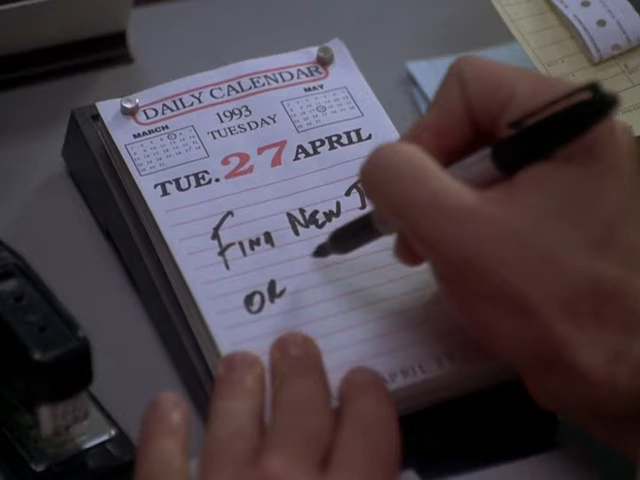 DAILY CALENDAR
1993
MARCH
TUESDAY
MAY
TUE. 27 APRIL
FIND NEW
OR